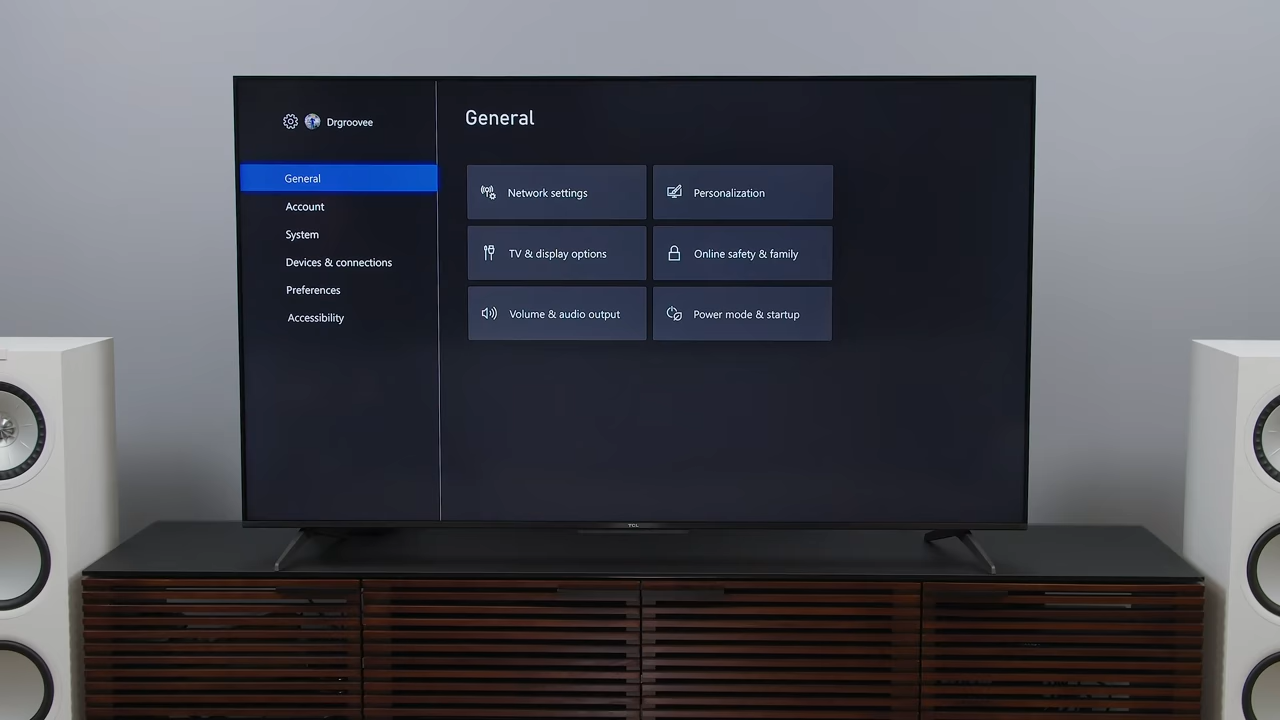 Drgroovee
General
Account
System
Devices & connections
Preferences
Accessibility
General
Network settings
Personalization
TV & display options
Online safety & family
Volume & audio output
Power mode & startup
TCL